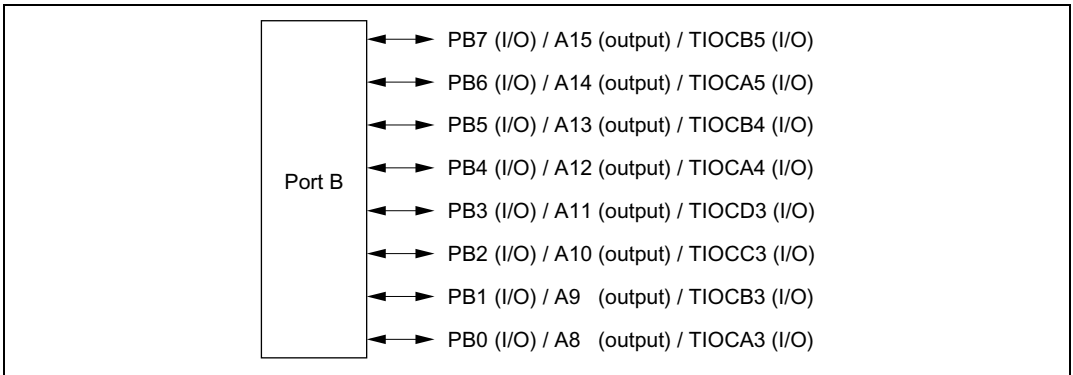 PB7 (I/O) / A15 (output) / TIOCB5 (I/O)
PB6 (I/O) / A14 (output) / TIOCA5 (I/O)
PB5 (I/O) / A13 (output) / TIOCB4 (I/O)
PB4 (I/O) / A12 (output) / TIOCA4 (I/O)
Port B
PB3 (I/O) / A11 (output) / TIOCD3 (I/O)
PB2 (I/O) / A10 (output) / TIOCC3 (I/O)
PB1 (I/O) / A9 (output) / TIOCB3 (I/O)
PB0 (I/O) / A8 (output) / TIOCA3 (I/O)